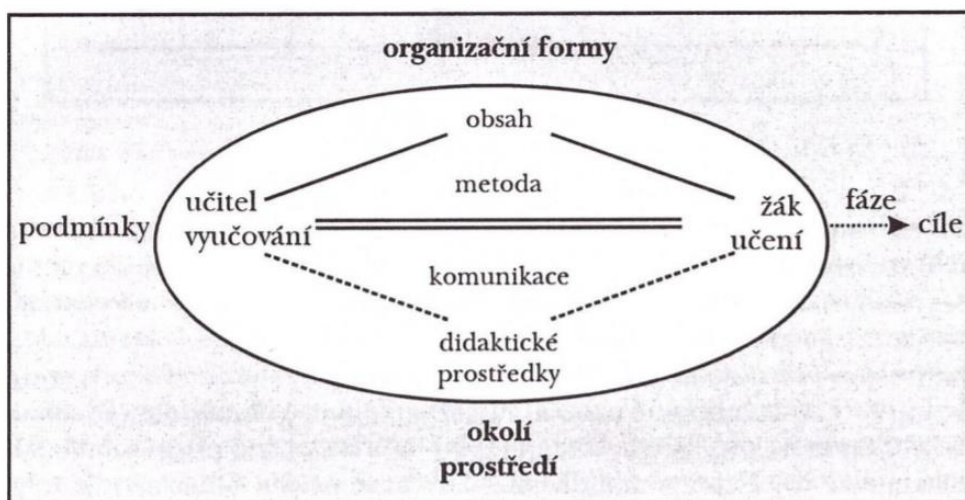 organizační formy
obsah
metoda
učitel
vyučování
žák
učení
podmínky
fáze
cíle
komunikace
didaktické
prostředky
okolí
prostředí